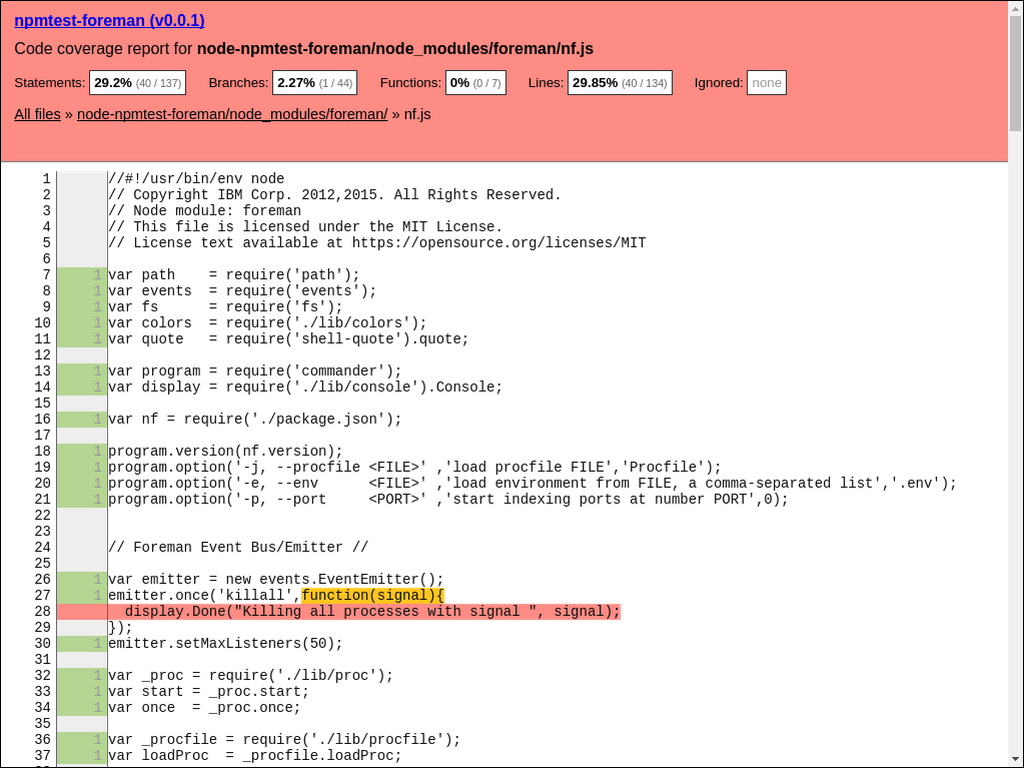 npmtest-foreman (v0.0.1)
Code coverage report for node-npmtest-foreman/node_modules/foreman/nf.js
Statements: 29.2% (40 / 137) Branches: 2.27% (1 / 44) Functions: 0% (0 / 7) Lines: 29.85% (40 / 134) Ignored: none
All files » node-npmtest-foreman/node_modules/foreman/ » nf.js
1 //#!/usr/bin/env node
2 // Copyright IBM Corp. 2012,2015. All Rights Reserved.
3 // Node module: foreman
4 // This file is licensed under the MIT License.
5 // License text available at https://opensource.org/licenses/MIT
6
7 1 var path    = require('path');
8 1 var events  = require('events');
9 1 var fs      = require('fs');
10 1 var colors  = require('./lib/colors');
11 1 var quote   = require('shell-quote').quote;
12
13 1 var program = require('commander');
14 1 var display = require('./lib/console').Console;
15
16 1 var nf = require('./package.json');
17
18 1 program.version(nf.version);
19 1 program.option('-j, --procfile <FILE>' ,'load procfile FILE','Procfile');
20 1 program.option('-e, --env      <FILE>' ,'load environment from FILE, a comma-separated list','.env');
21 1 program.option('-p, --port     <PORT>' ,'start indexing ports at number PORT',0);
22
23
24 // Foreman Event Bus/Emitter //
25
26 1 var emitter = new events.EventEmitter();
27 1 emitter.once('killall',function(signal){
28   display.Done("Killing all processes with signal ", signal);
29 });
30 1 emitter.setMaxListeners(50);
31
32 1 var _proc = require('./lib/proc');
33 1 var start = _proc.start;
34 1 var once  = _proc.once;
35
36 1 var _procfile = require('./lib/procfile');
37 1 var loadProc  = _procfile.loadProc;